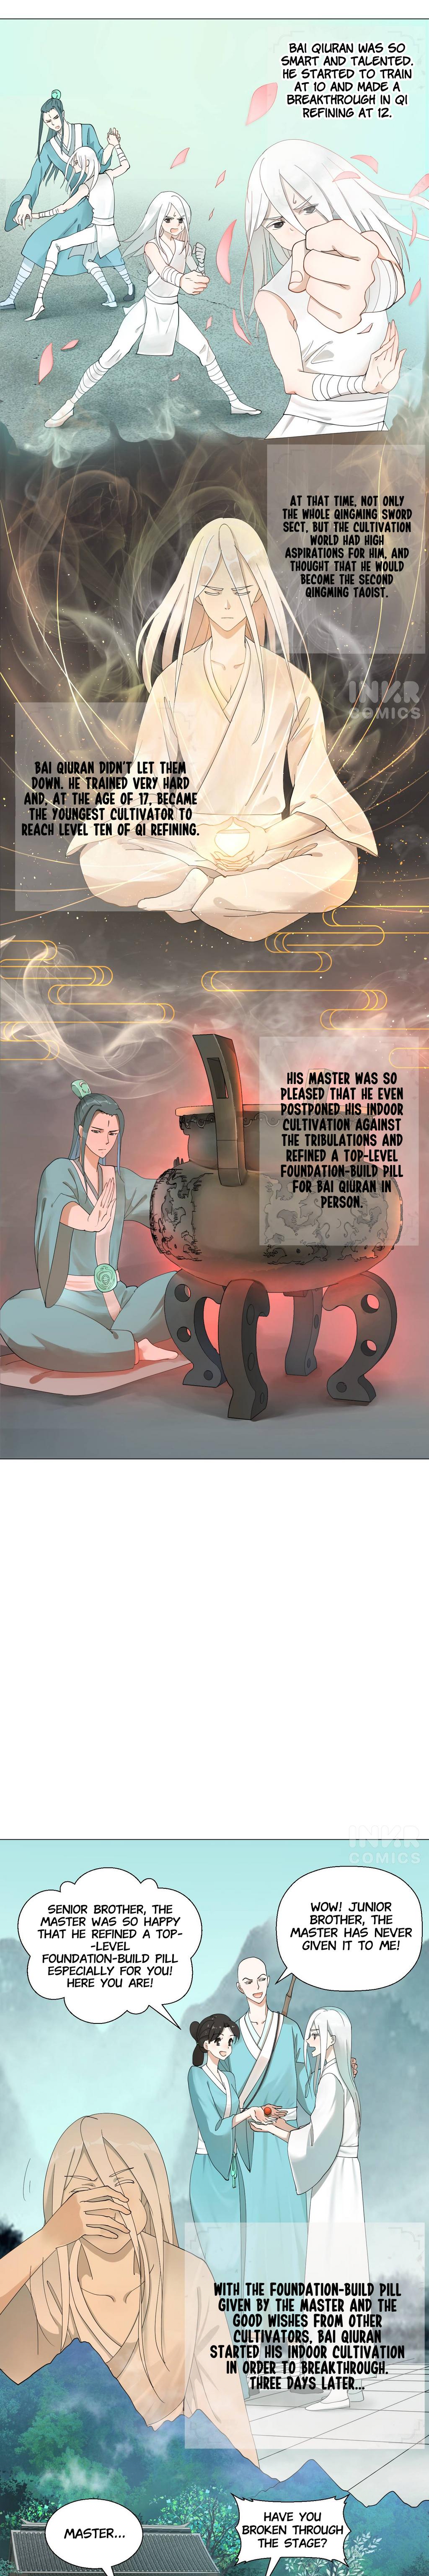 BAI QIURAN WAS SO
SMART AND TALENTED.
HE STARTED TO TRAIN
AT 10 AND MADE A
BREAKTHROUGH IN QI
REFINING AT 12.
AT THAT TIME, NOT ONLY
THE WHOLE QINGMING SWORD
SECT, BUT THE CULTIVATION
WORLD HAD HIGH
ASPIRATIONS FOR HIM, AND
THOUGHT THAT HE WOULD
BECOME THE SECOND
QINGMING TAOIST.
INKR
COMICS
BAI QIURAN DIDN'T LET THEM
DOWN. HE TRAINED VERY HARD
AND, AT THE AGE OF 17, BECAME
THE YOUNGEST CULTIVATOR TO
REACH LEVEL TEN OF QI REFINING.
HIS MASTER WAS SO
PLEASED THAT HE EVEN
POSTPONED HIS INDOOR
CULTIVATION AGAINST
THE TRIBULATIONS AND
REFINED A TOP-LEVEL
FOUNDATION-BUILD PILL
FOR BAI QIURAN IN
PERSON.
INKR
COMICS
SENIOR BROTHER, THE
MASTER WAS SO HAPPY
THAT HE REFINED A TOP-
-LEVEL
FOUNDATION-BUILD PILL
ESPECIALLY FOR YOU!
HERE YOU ARE!
WOW! JUNIOR
BROTHER, THE
MASTER HAS NEVER
GIVEN IT TO ME!
WITH THE FOUNDATION-BUILD PILL
GIVEN BY THE MASTER AND THE
GOOD WISHES FROM OTHER
CULTIVATORS, BAI QIURAN
STARTED HIS INDOOR CULTIVATION
IN ORDER TO BREAKTHROUGH.
THREE DAYS LATER...
MASTER...
HAVE YOU
BROKEN THROUGH
THE STAGE?